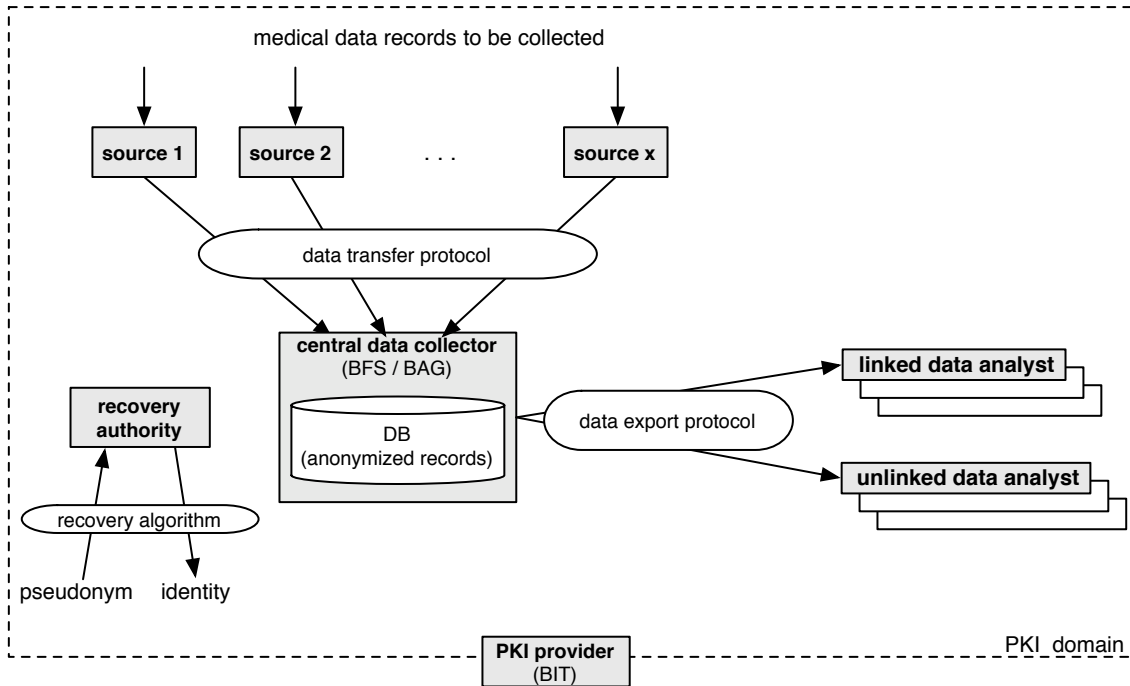 medical data records to be collected
source 1
source 2
. . .
source x
data transfer protocol
central data collector
(BFS / BAG)
DB
(anonymized records)
recovery
authority
recovery algorithm
pseudonym
identity
data export protocol
linked data analyst
unlinked data analyst
PKI provider
(BIT)
PKI domain